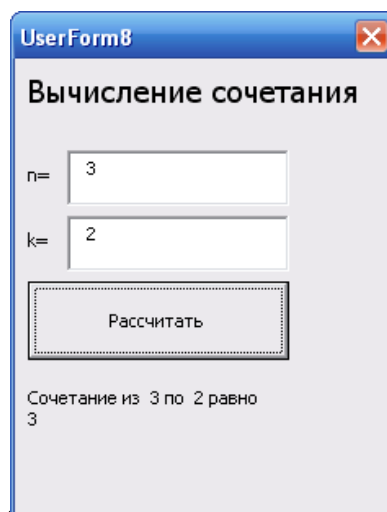 UserForm8
Вычисление сочетания
n= 3
k= 2
Рассчитать
Сочетание из 3 по 2 равно
3